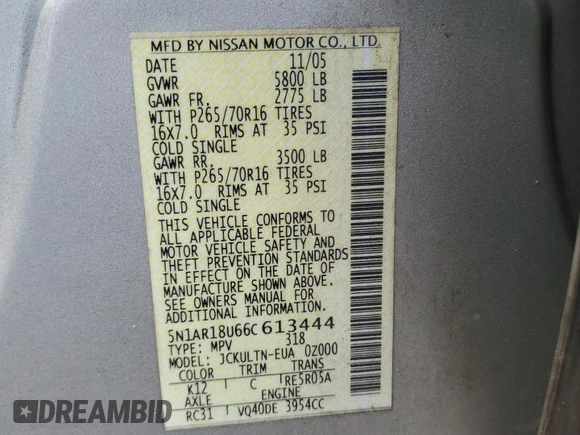 MFD BY NISSAN MOTOR CO., LTD.
DATE 11/05
GVWR 5800 LB
GAWR FR. 2775 LB
WITH P265/70R16 TIRES
16X7.0 RIMS AT 35 PSI
COLD SINGLE
GAWR RR. 3500 LB
WITH P265/70R16 TIRES
16X7.0 RIMS AT 35 PSI
COLD SINGLE
THIS VEHICLE CONFORMS TO
ALL APPLICABLE FEDERAL
MOTOR VEHICLE SAFETY AND
THEFT PREVENTION STANDARDS
IN EFFECT ON THE DATE OF
MANUFACTURE SHOWN ABOVE.
SEE OWNERS MANUAL FOR
ADDITIONAL INFORMATION.
5N1AR18U66C613444
TYPE: MPV 318
MODEL: JCKULTN-EUA 0Z000
COLOR TRIM TRANS
K12 C RE5R05A
AXLE ENGINE
RC31 VQ40DE 3954CC
DREAMBID